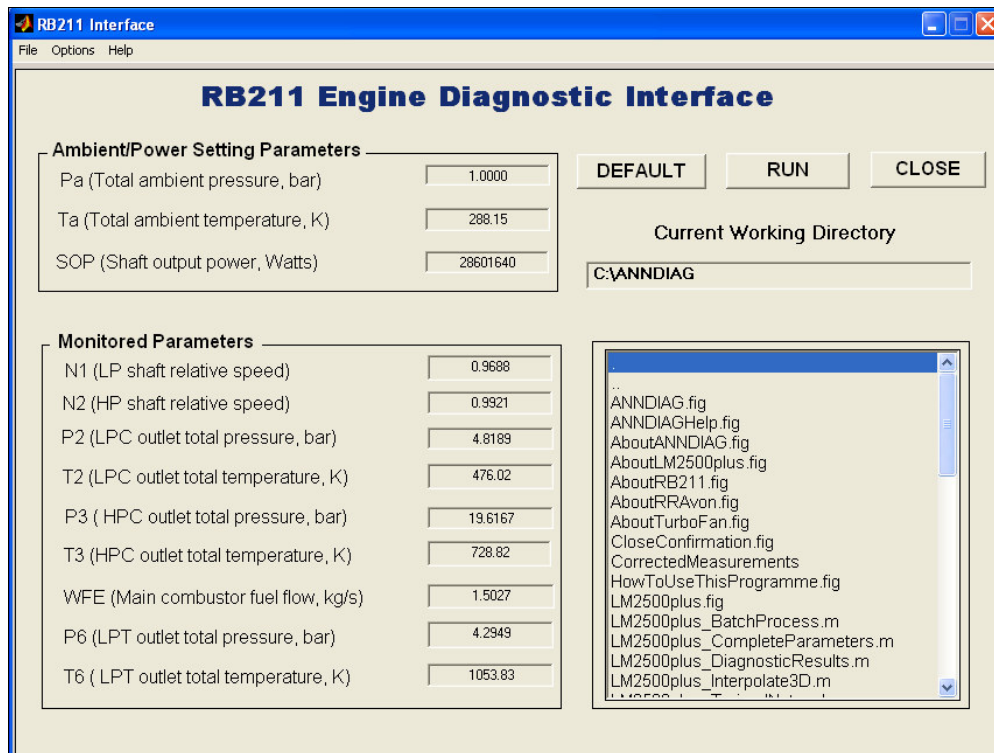 RB211 Interface
File Options Help
RB211 Engine Diagnostic Interface
Ambient/Power Setting Parameters
Pa (Total ambient pressure, bar) 1.0000
Ta (Total ambient temperature, K) 288.15
SOP (Shaft output power, Watts) 28601640
DEFAULT RUN CLOSE
Current Working Directory
C:\ANNDIAG
Monitored Parameters
N1 (LP shaft relative speed) 0.9688
N2 (HP shaft relative speed) 0.9921
P2 (LPC outlet total pressure, bar) 4.8189
T2 (LPC outlet total temperature, K) 476.02
P3 ( HPC outlet total pressure, bar) 19.6167
T3 (HPC outlet total temperature, K) 728.82
WFE (Main combustor fuel flow, kg/s) 1.5027
P6 (LPT outlet total pressure, bar) 4.2949
T6 ( LPT outlet total temperature, K) 1053.83
.
..
ANNDIAG.fig
ANNDIAGHelp.fig
AboutANNDIAG.fig
AboutLM2500plus.fig
AboutRB211.fig
AboutRRAvon.fig
AboutTurboFan.fig
CloseConfirmation.fig
CorrectedMeasurements
HowToUseThisProgramme.fig
LM2500plus.fig
LM2500plus_BatchProcess.m
LM2500plus_CompleteParameters.m
LM2500plus_DiagnosticResults.m
LM2500plus_Interpolate3D.m